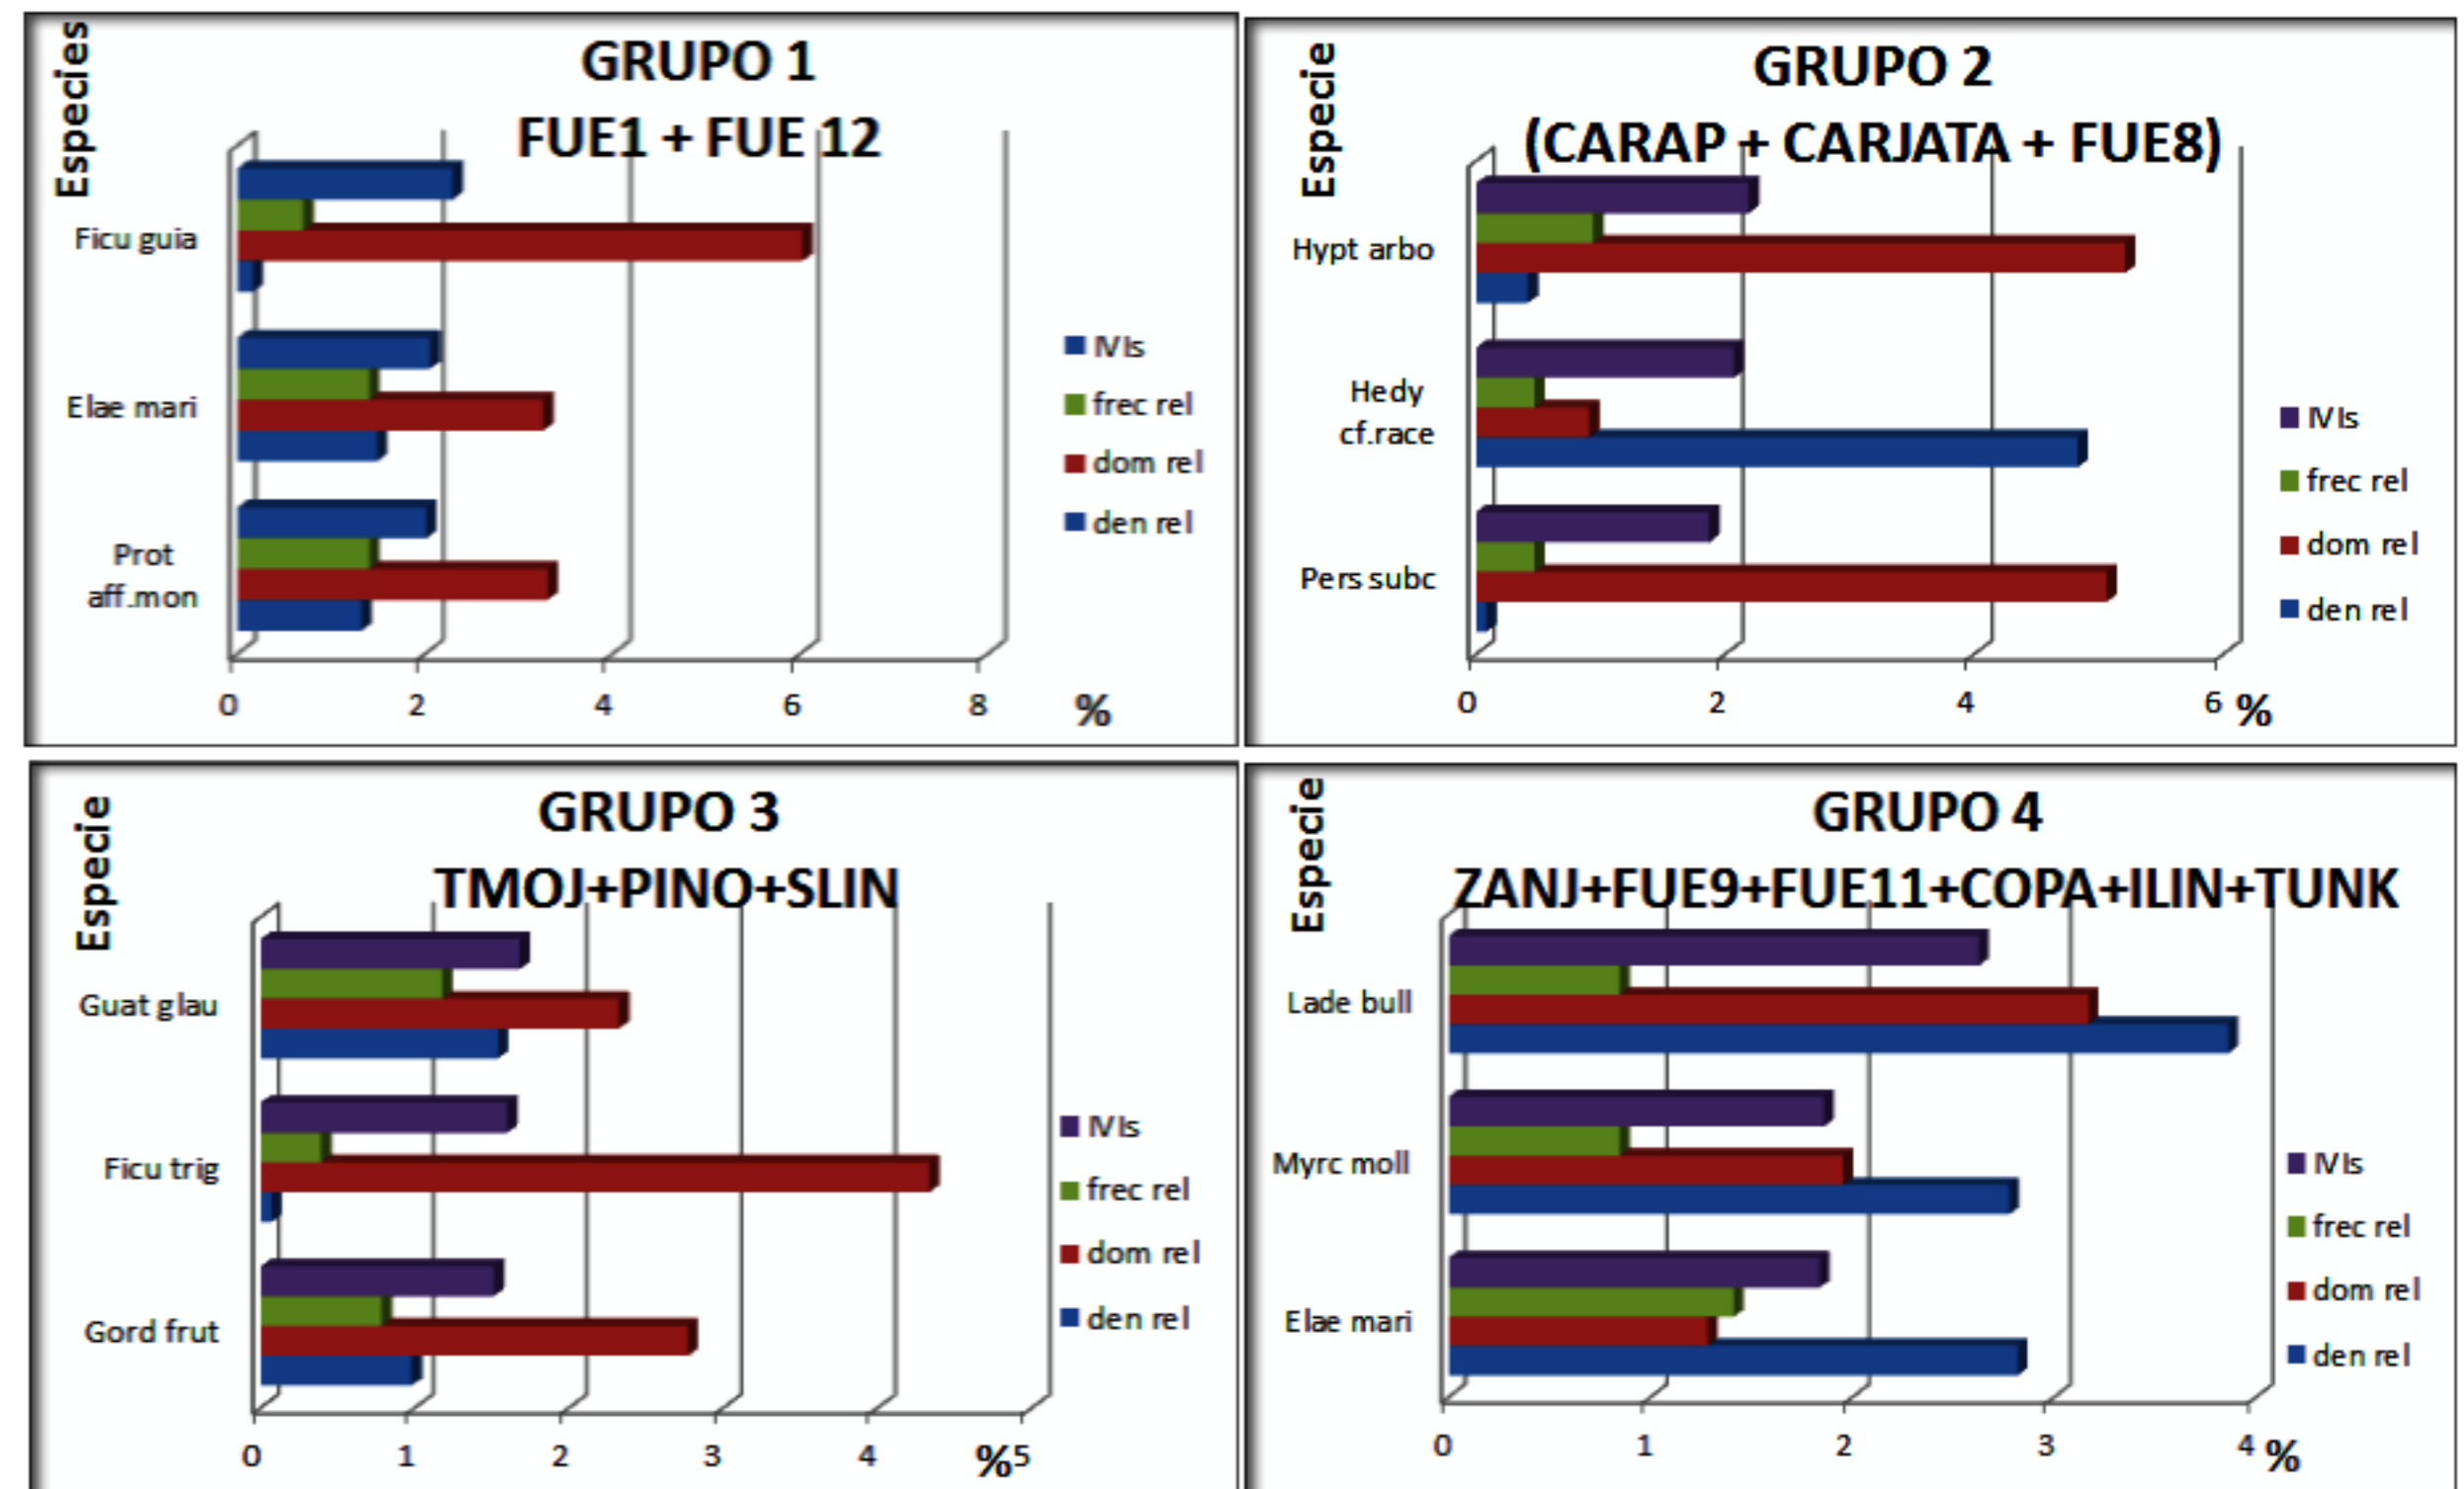 Especies
GRUPO 1
FUE1 + FUE 12
Ficu guia
Elae mari
Prot
aff.mon
IVIs
frec rel
dom rel
den rel
0 2 4 6 8 %
Especie
GRUPO 2
(CARAP + CARJATA + FUE8)
Hypt arbo
Hedy
cf.race
Pers subc
IVIs
frec rel
dom rel
den rel
0 2 4 6 %
Especie
GRUPO 3
TMOJ+PINO+SLIN
Guat glau
Ficu trig
Gord frut
IVIs
frec rel
dom rel
den rel
0 1 2 3 4 %5
Especie
GRUPO 4
ZANJ+FUE9+FUE11+COPA+ILIN+TUNK
Lade bull
Myrc moll
Elae mari
IVIs
frec rel
dom rel
den rel
0 1 2 3 4 %